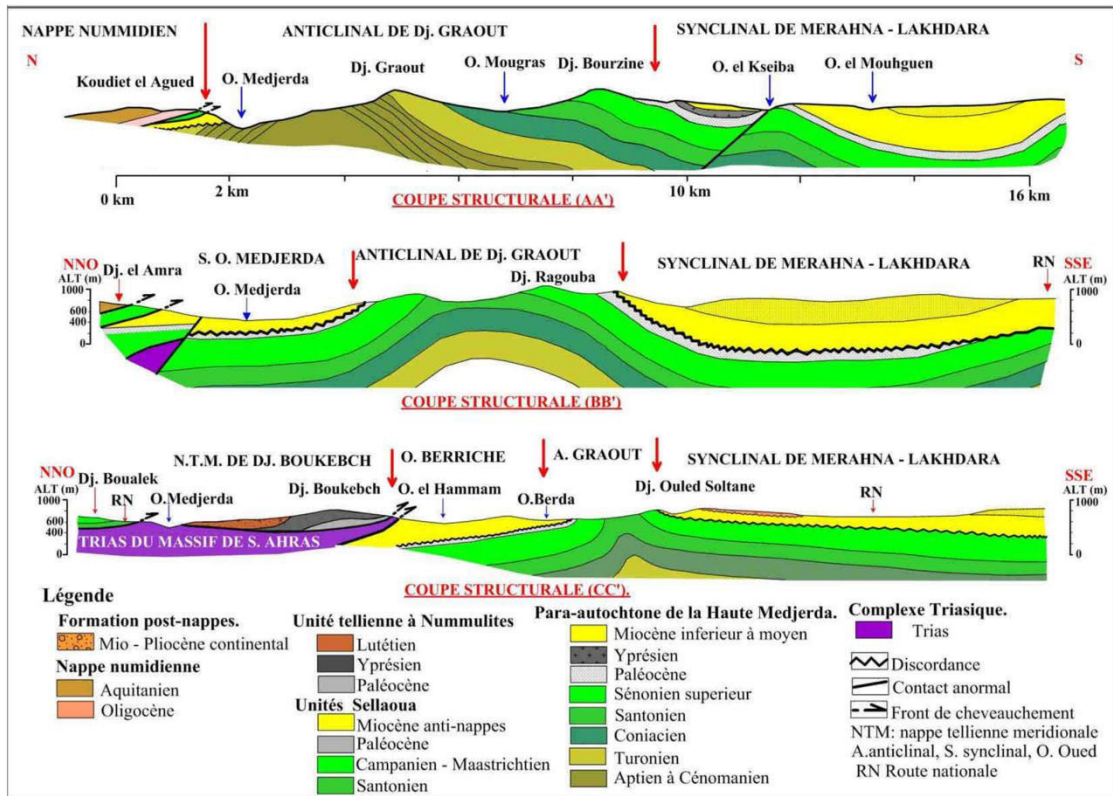 NAPPE NUMMIDIEN ANTICLINAL DE Dj. GRAOUT SYNCLINAL DE MERAHNA - LAKHDARA
N S
Koudiet el Agued O. Medjerda Dj. Graout O. Mougras Dj. Bourzine O. el Kseiba O. el Mouhguen
0 km 2 km 10 km 16 km
COUPE STRUCTURALE (AA')
NNO S. O. MEDJERDA ANTICLINAL DE Dj. GRAOUT SYNCLINAL DE MERAHNA - LAKHDARA RN SSE
ALT (m) Dj. el Amra O. Medjerda Dj. Ragouba ALT (m)
1000 1000
600
400
0 0
COUPE STRUCTURALE (BB')
NNO N.T.M. DE DJ. BOUKEBCH O. BERRICHE A. GRAOUT SYNCLINAL DE MERAHNA - LAKHDARA SSE
ALT (m) Dj. Boualek RN O.Medjerda Dj. Boukebch O. el Hammam O.Berda Dj. Ouled Soltane RN ALT (m)
1000 1000
600
400
0 0
TRIAS DU MASSIF DE S. AHRAS
COUPE STRUCTURALE (CC').
Légende
Formation post-nappes.
Mio - Pliocène continental
Nappe numidienne
Aquitanien
Oligocène
Unité tellienne à Nummulites
Lutétien
Yprésien
Paléocène
Unités Sellaoua
Miocène anti-nappes
Paléocène
Campanien - Maastrichtien
Santonien
Para-autochtone de la Haute Medjerda.
Miocène inferieur à moyen
Yprésien
Paléocène
Sénonien superieur
Santonien
Coniacien
Turonien
Aptien à Cénomanien
Complexe Triasique.
Trias
Discordance
Contact anormal
Front de cheveauchement
NTM: nappe tellienne meridionale
A.anticlinal, S. synclinal, O. Oued
RN Route nationale